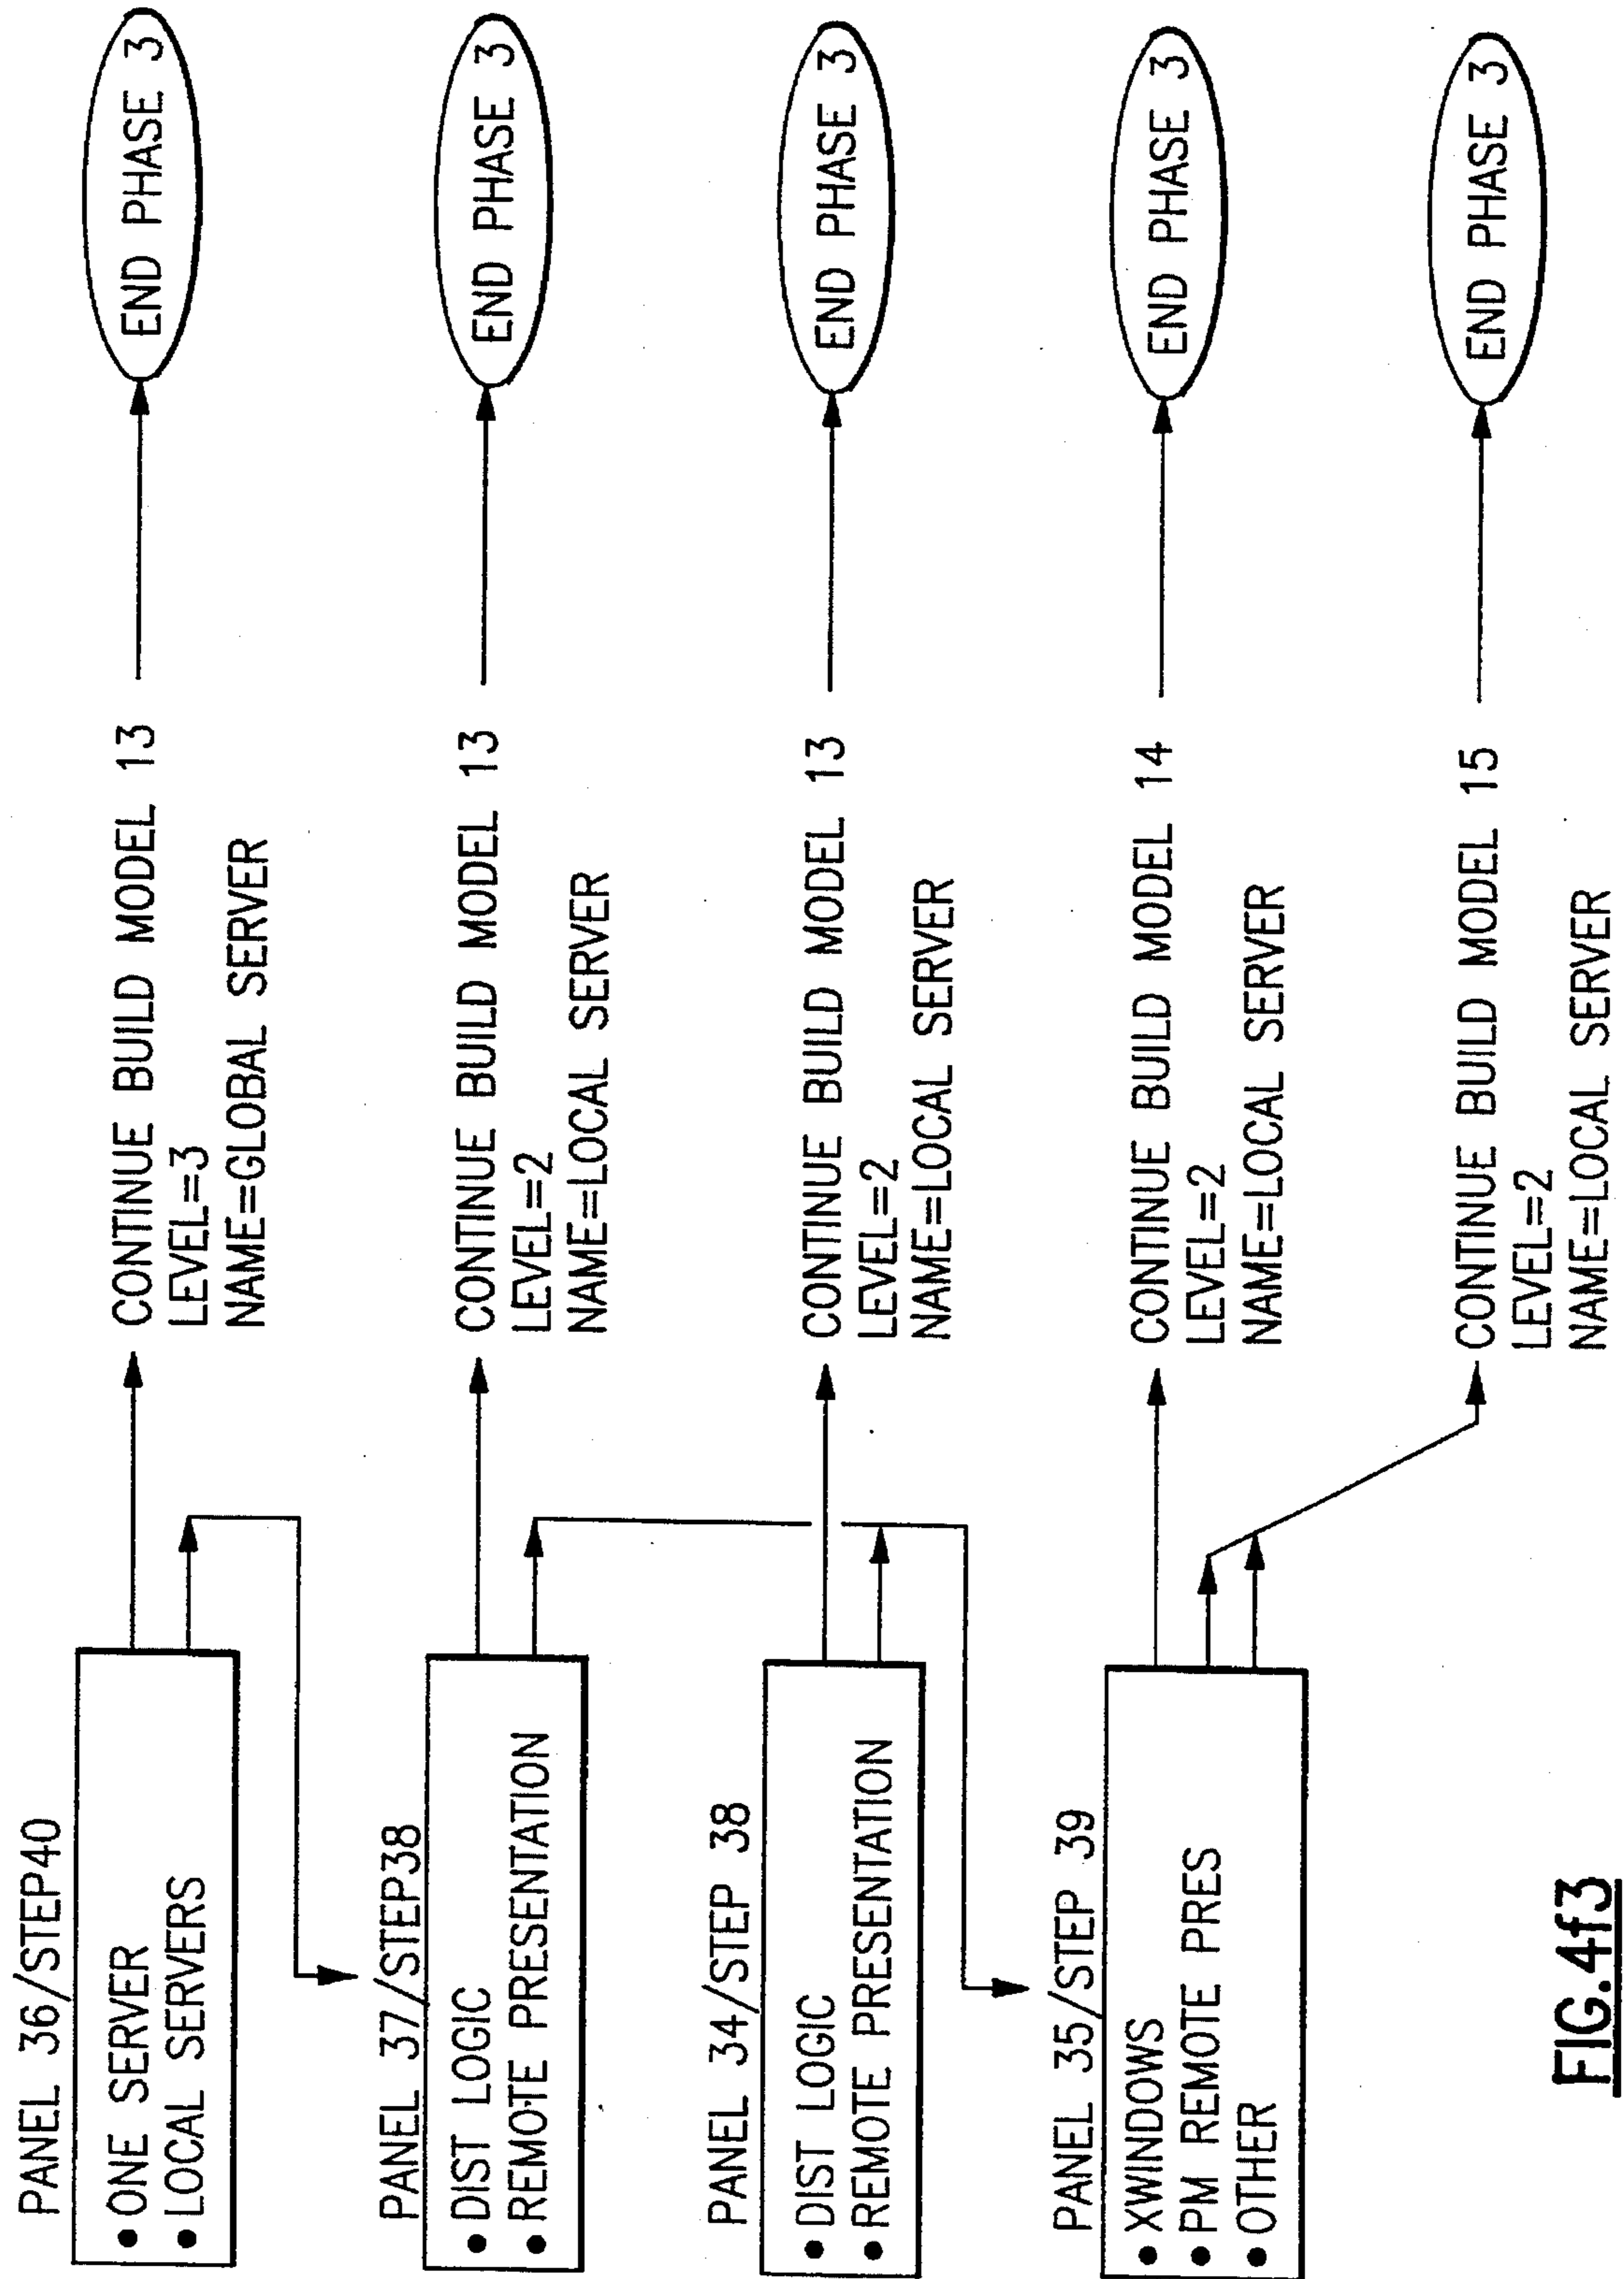 PANEL 36/STEP40
• ONE SERVER
• LOCAL SERVERS
CONTINUE BUILD MODEL 13
LEVEL=3
NAME=GLOBAL SERVER
END PHASE 3
PANEL 37/STEP38
• DIST LOGIC
• REMOTE PRESENTATION
CONTINUE BUILD MODEL 13
LEVEL=2
NAME=LOCAL SERVER
END PHASE 3
PANEL 34/STEP 38
• DIST LOGIC
• REMOTE PRESENTATION
CONTINUE BUILD MODEL 13
LEVEL=2
NAME=LOCAL SERVER
END PHASE 3
PANEL 35/STEP 39
• XWINDOWS
• PM REMOTE PRES
• OTHER
CONTINUE BUILD MODEL 14
LEVEL=2
NAME=LOCAL SERVER
END PHASE 3
CONTINUE BUILD MODEL 15
LEVEL=2
NAME=LOCAL SERVER
END PHASE 3
FIG.4f3